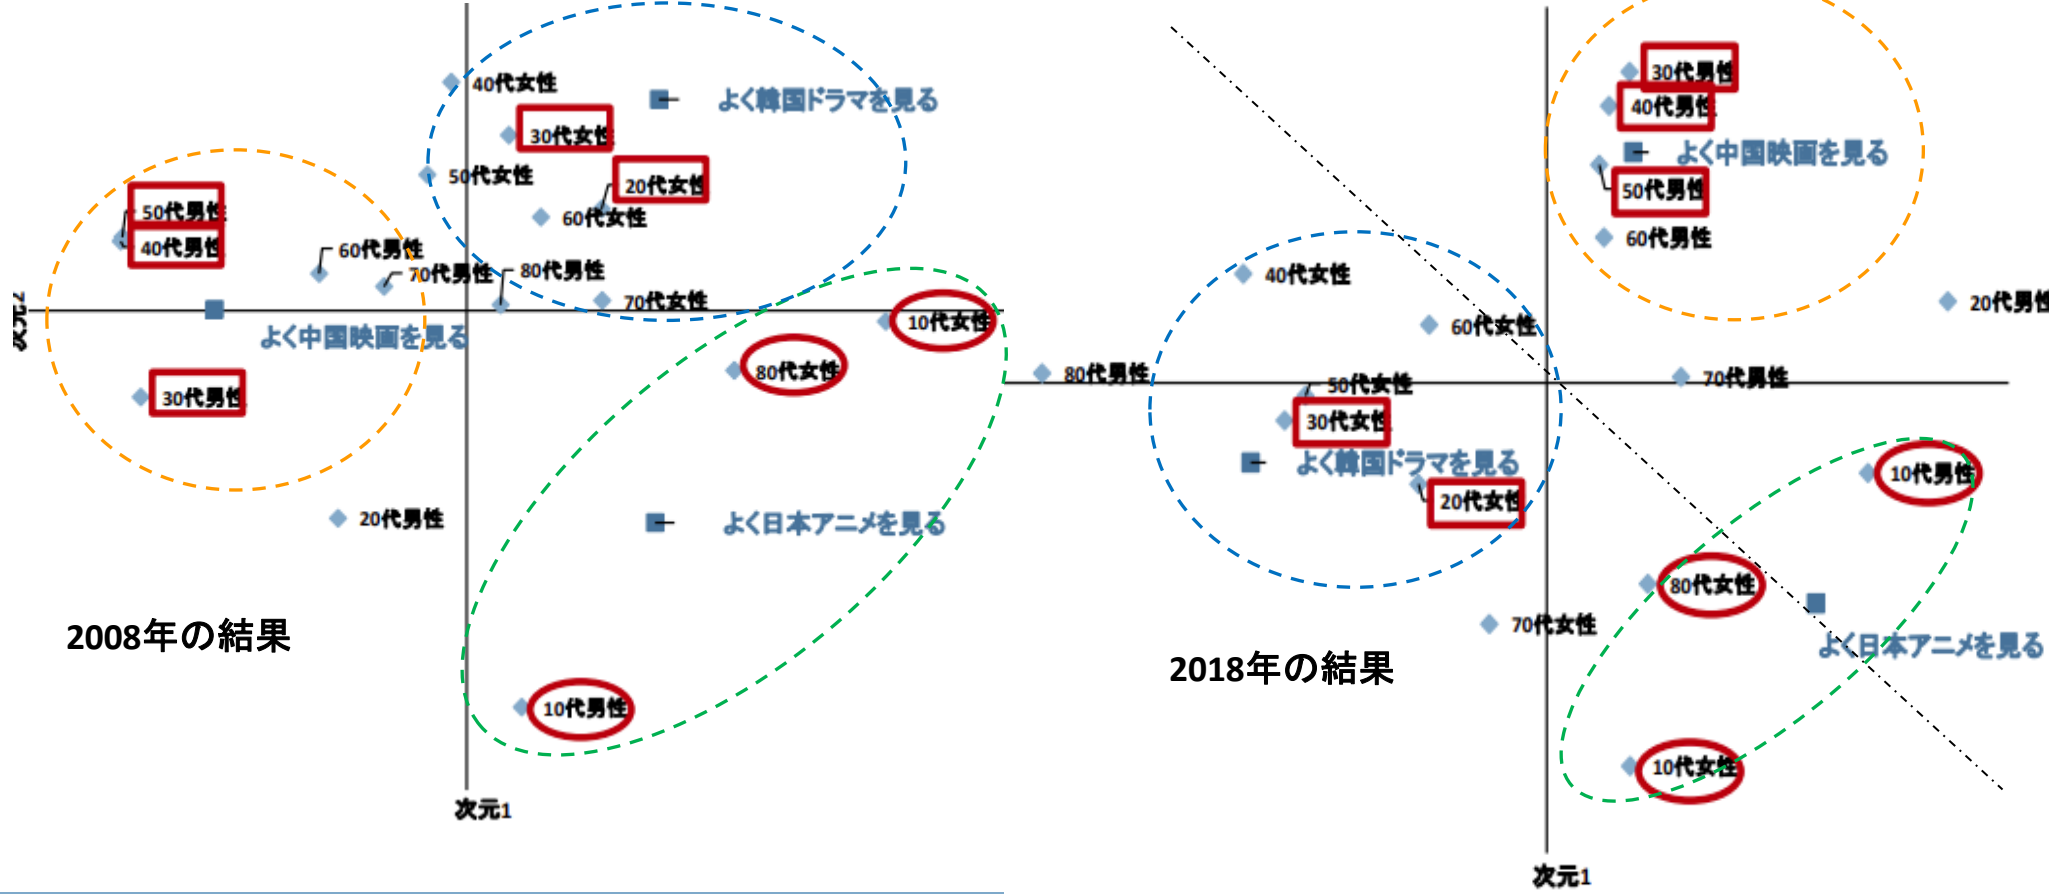 40代女性
よく韓国ドラマを見る
30代女性
50代女性
20代女性
60代女性
50代男性
40代男性
60代男性
70代男性
80代男性
70代女性
次元2
よく中国映画を見る
10代女性
80代女性
30代男性
20代男性
よく日本アニメを見る
2008年の結果
10代男性
次元1
30代男性
40代男性
よく中国映画を見る
50代男性
60代男性
40代女性
20代男性
60代女性
80代男性
50代女性
70代男性
30代女性
よく韓国ドラマを見る
10代男性
20代女性
80代女性
70代女性
よく日本アニメを見る
2018年の結果
10代女性
次元1